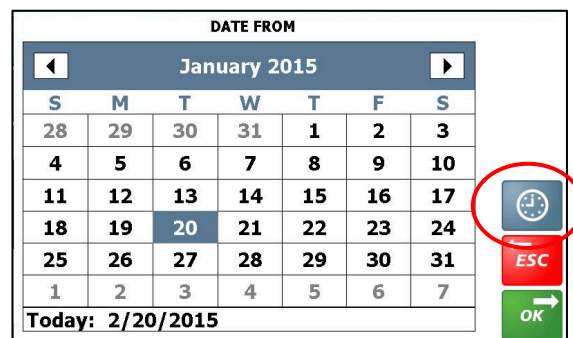 DATE FROM
January 2015
S M T W T F S
28 29 30 31 1 2 3
4 5 6 7 8 9 10
11 12 13 14 15 16 17
18 19 20 21 22 23 24
25 26 27 28 29 30 31
1 2 3 4 5 6 7
Today: 2/20/2015
ESC
OK